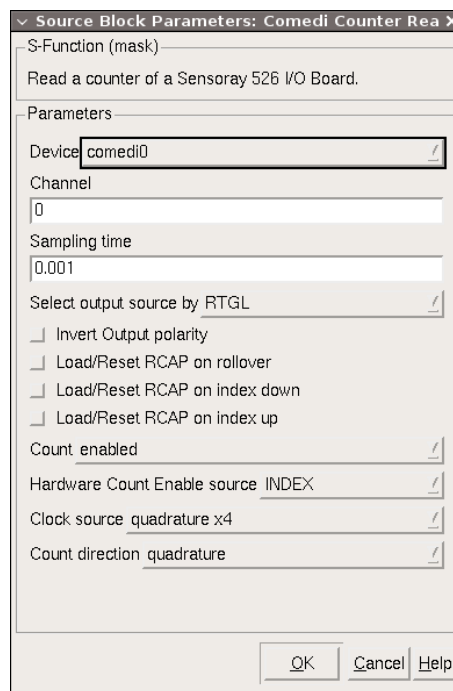 Source Block Parameters: Comedi Counter Rea
S-Function (mask)
Read a counter of a Sensoray 526 I/O Board.
Parameters
Device comedi0
Channel
0
Sampling time
0.001
Select output source by RTGL
Invert Output polarity
Load/Reset RCAP on rollover
Load/Reset RCAP on index down
Load/Reset RCAP on index up
Count enabled
Hardware Count Enable source INDEX
Clock source quadrature x4
Count direction quadrature
OK Cancel Help